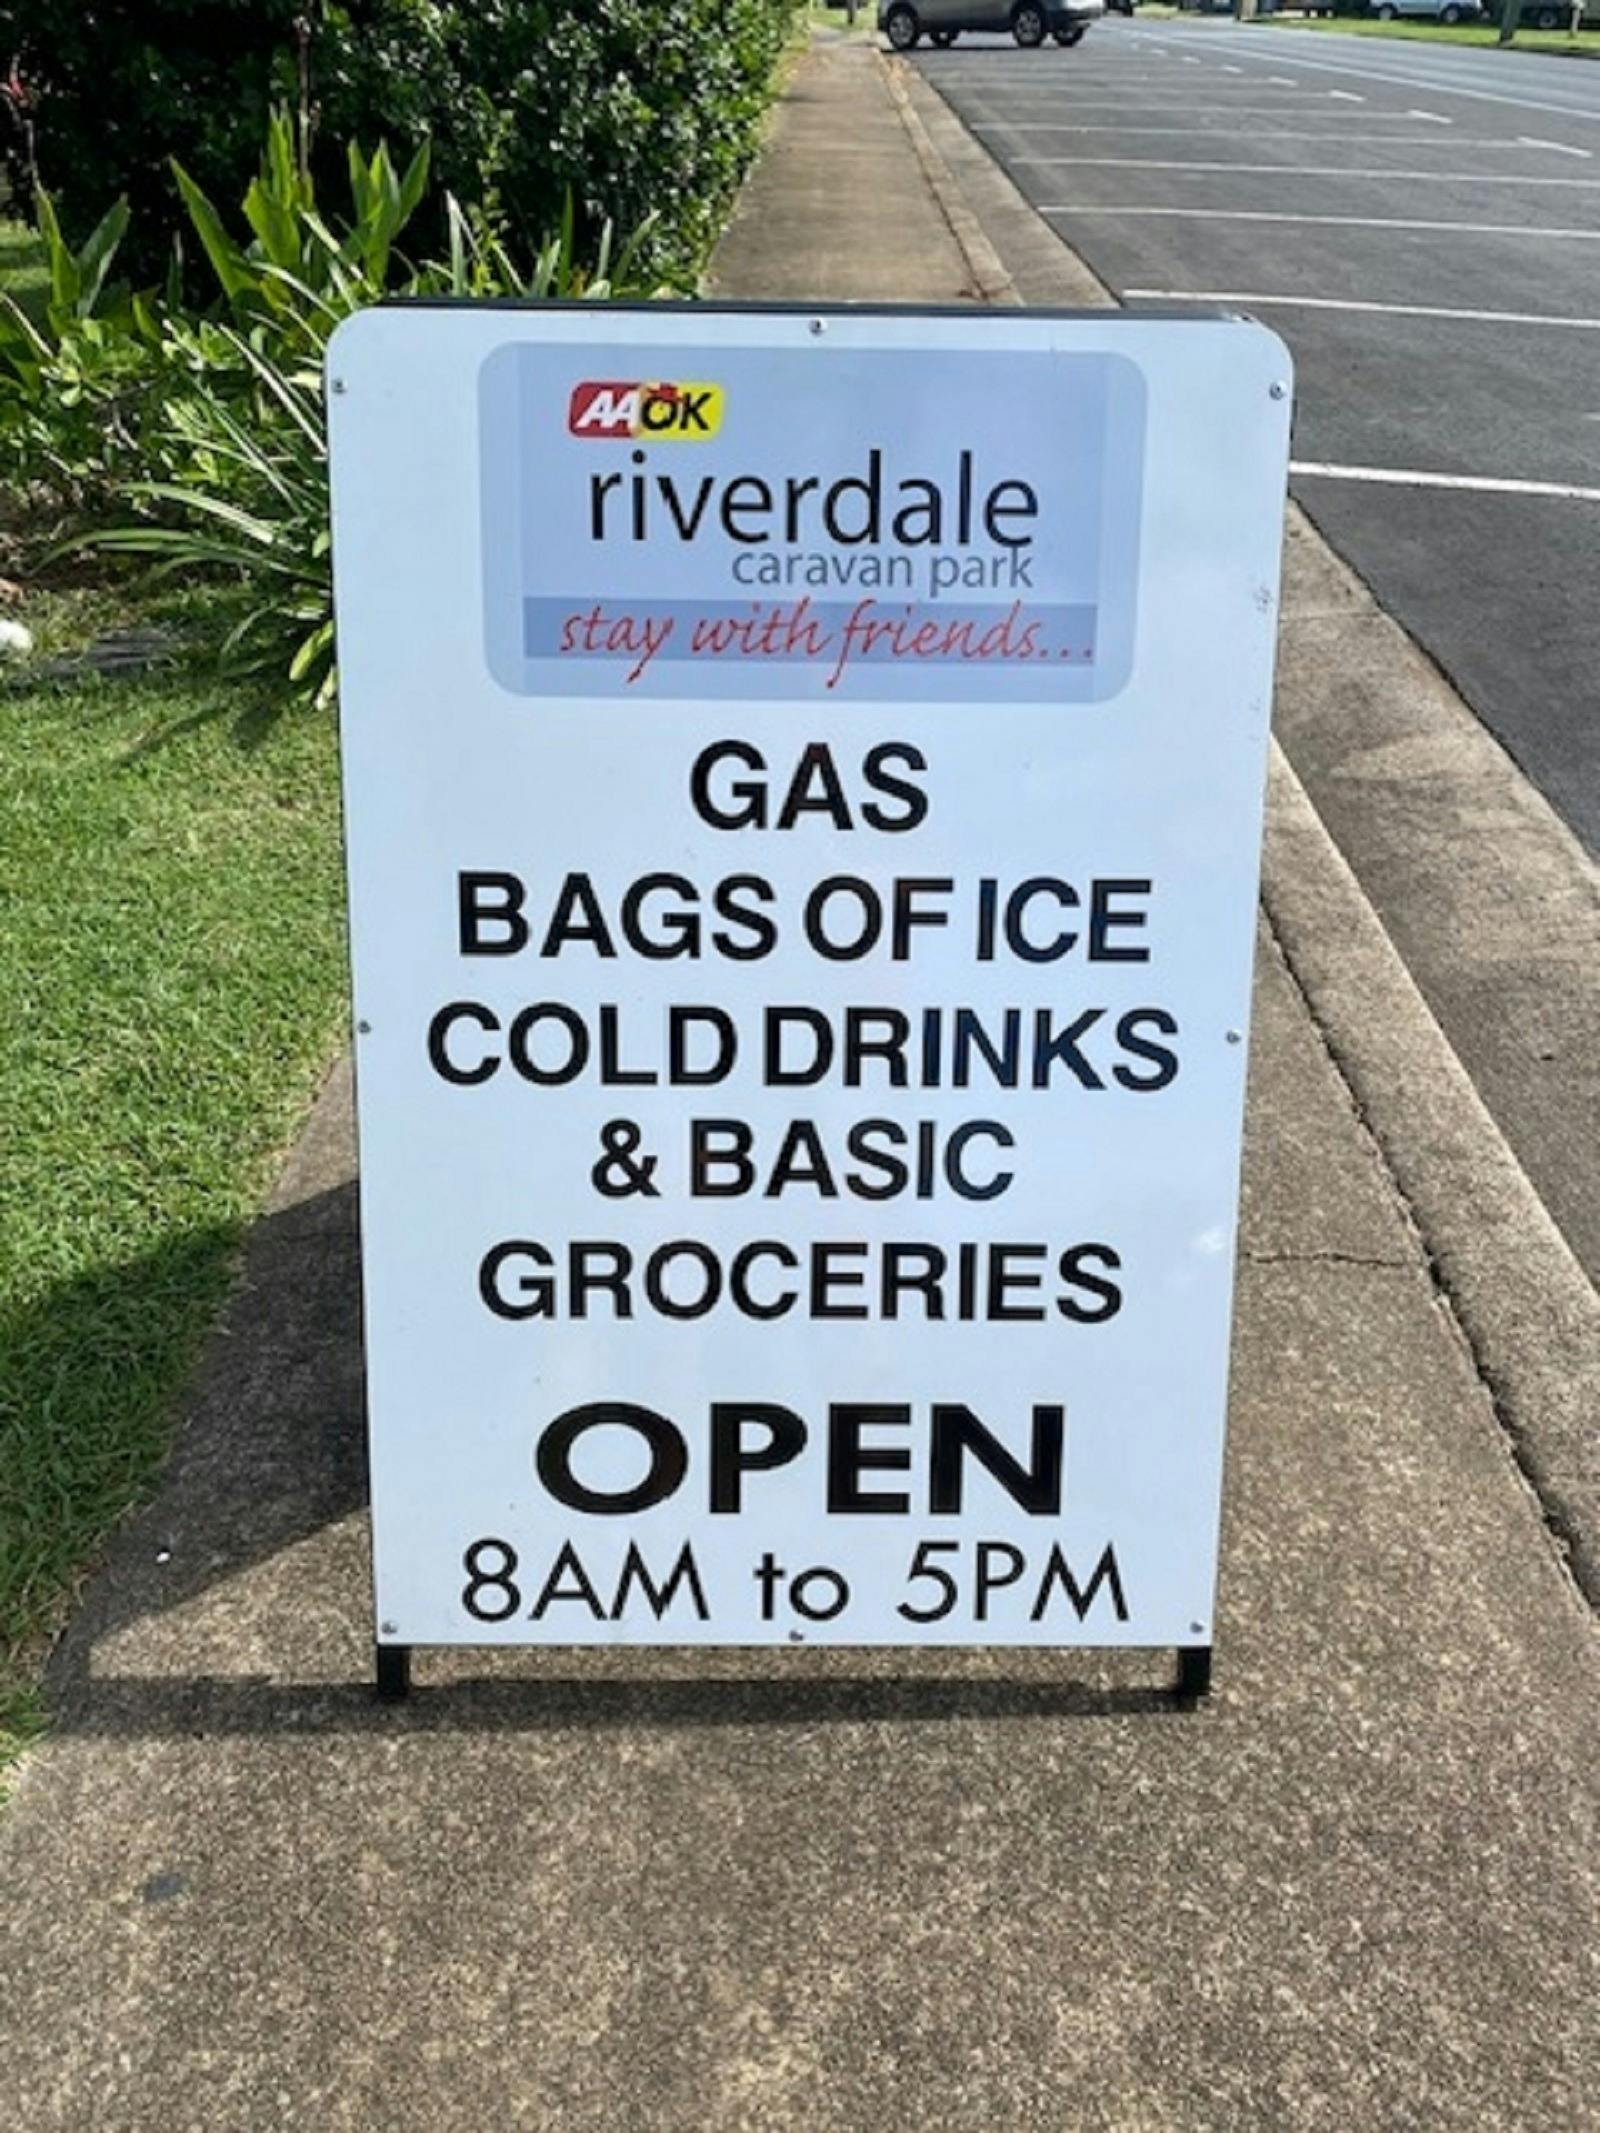 AAOK
riverdale
caravan park
stay with friends...
GAS
BAGS OF ICE
COLD DRINKS
& BASIC
GROCERIES
OPEN
8AM to 5PM